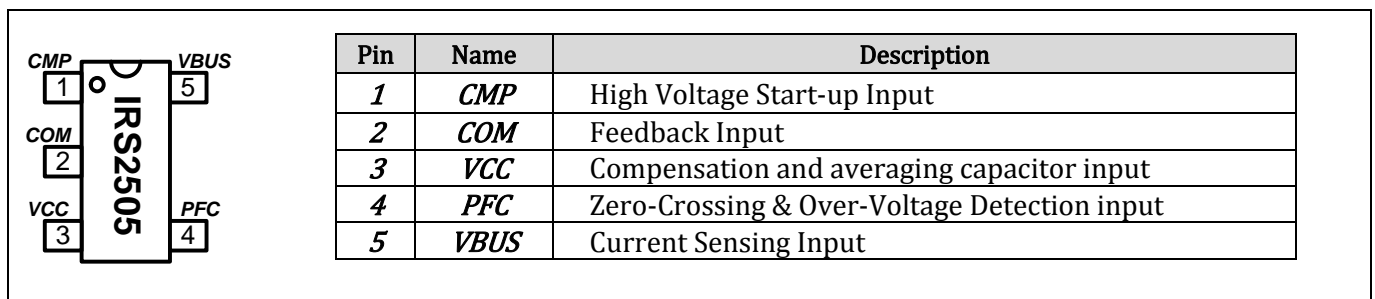 CMP
VBUS
1
5
IRS2505
COM
2
VCC
PFC
3
4
Pin Name Description
1 CMP High Voltage Start-up Input
2 COM Feedback Input
3 VCC Compensation and averaging capacitor input
4 PFC Zero-Crossing & Over-Voltage Detection input
5 VBUS Current Sensing Input